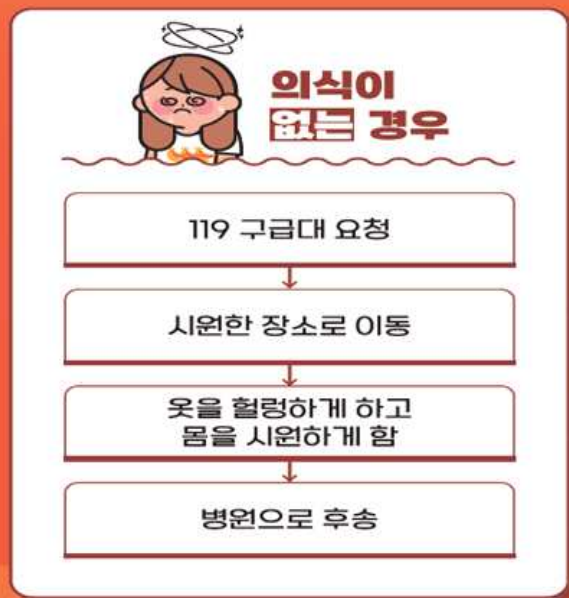 의식이
없는 경우
119 구급대 요청
시원한 장소로 이동
옷을 헐렁하게 하고
몸을 시원하게 함
병원으로 후송